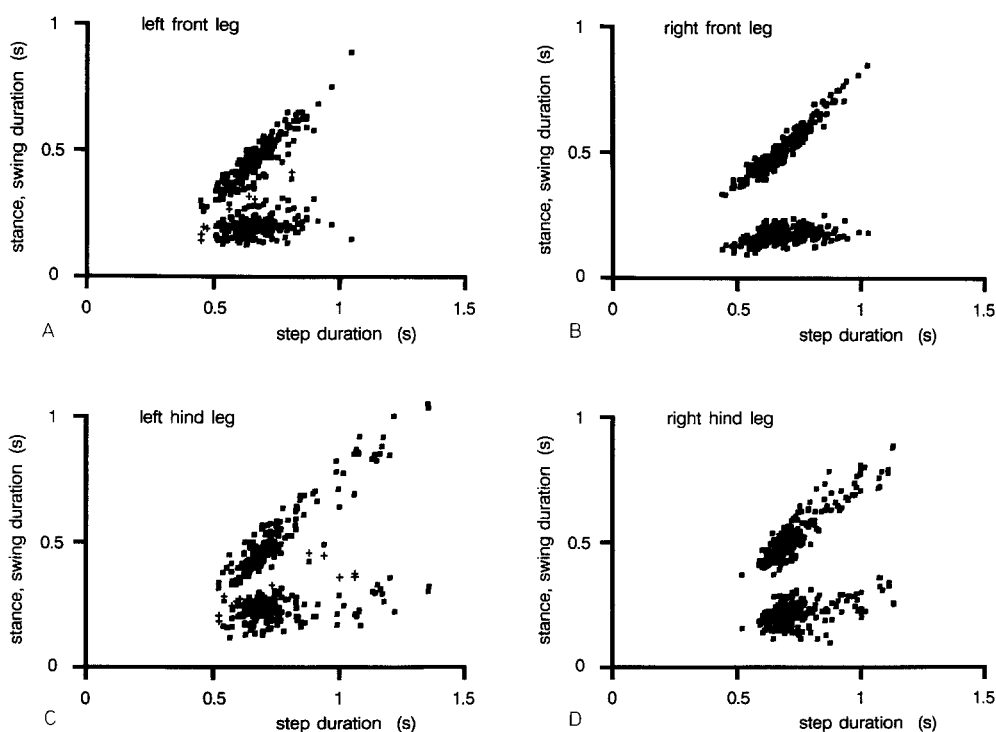 left front leg
stance, swing duration (s)
1
0.5
0
0
0.5
1
1.5
step duration (s)
A
right front leg
stance, swing duration (s)
1
0.5
0
0
0.5
1
1.5
step duration (s)
B
left hind leg
stance, swing duration (s)
1
0.5
0
0
0.5
1
1.5
step duration (s)
C
right hind leg
stance, swing duration (s)
1
0.5
0
0
0.5
1
1.5
step duration (s)
D